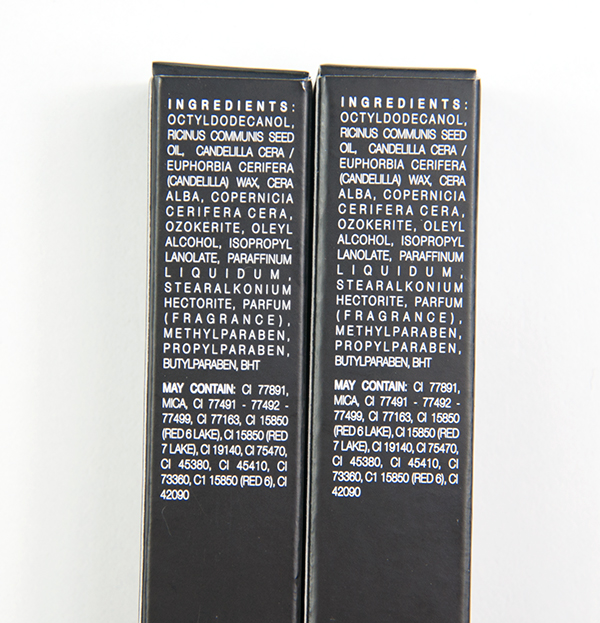 INGREDIENTS:
OCTYLDODECANOL,
RICINUS COMMUNIS SEED
OIL, CANDELILLA CERA /
EUPHORBIA CERIFERA
(CANDELILLA) WAX, CERA
ALBA, COPERNICIA
CERIFERA CERA,
OZOKERITE, OLEYL
ALCOHOL, ISOPROPYL
LANOLATE, PARAFFINUM
LIQUIDUM,
STEARALKONIUM
HECTORITE, PARFUM
(FRAGRANCE),
METHYLPARABEN,
PROPYLPARABEN,
BUTYLPARABEN, BHT
MAY CONTAIN: CI 77891,
MICA, CI 77491 - 77492 -
77499, CI 77163, CI 15850
(RED 6 LAKE), CI 15850 (RED
7 LAKE), CI 19140, CI 75470,
CI 45380, CI 45410, CI
73360, C1 15850 (RED 6), CI
42090
INGREDIENTS:
OCTYLDODECANOL,
RICINUS COMMUNIS SEED
OIL, CANDELILLA CERA /
EUPHORBIA CERIFERA
(CANDELILLA) WAX, CERA
ALBA, COPERNICIA
CERIFERA CERA,
OZOKERITE, OLEYL
ALCOHOL, ISOPROPYL
LANOLATE, PARAFFINUM
LIQUIDUM,
STEARALKONIUM
HECTORITE, PARFUM
(FRAGRANCE),
METHYLPARABEN,
PROPYLPARABEN,
BUTYLPARABEN, BHT
MAY CONTAIN: CI 77891,
MICA, CI 77491 - 77492 -
77499, CI 77163, CI 15850
(RED 6 LAKE), CI 15850 (RED
7 LAKE), CI 19140, CI 75470,
CI 45380, CI 45410, CI
73360, C1 15850 (RED 6), CI
42090